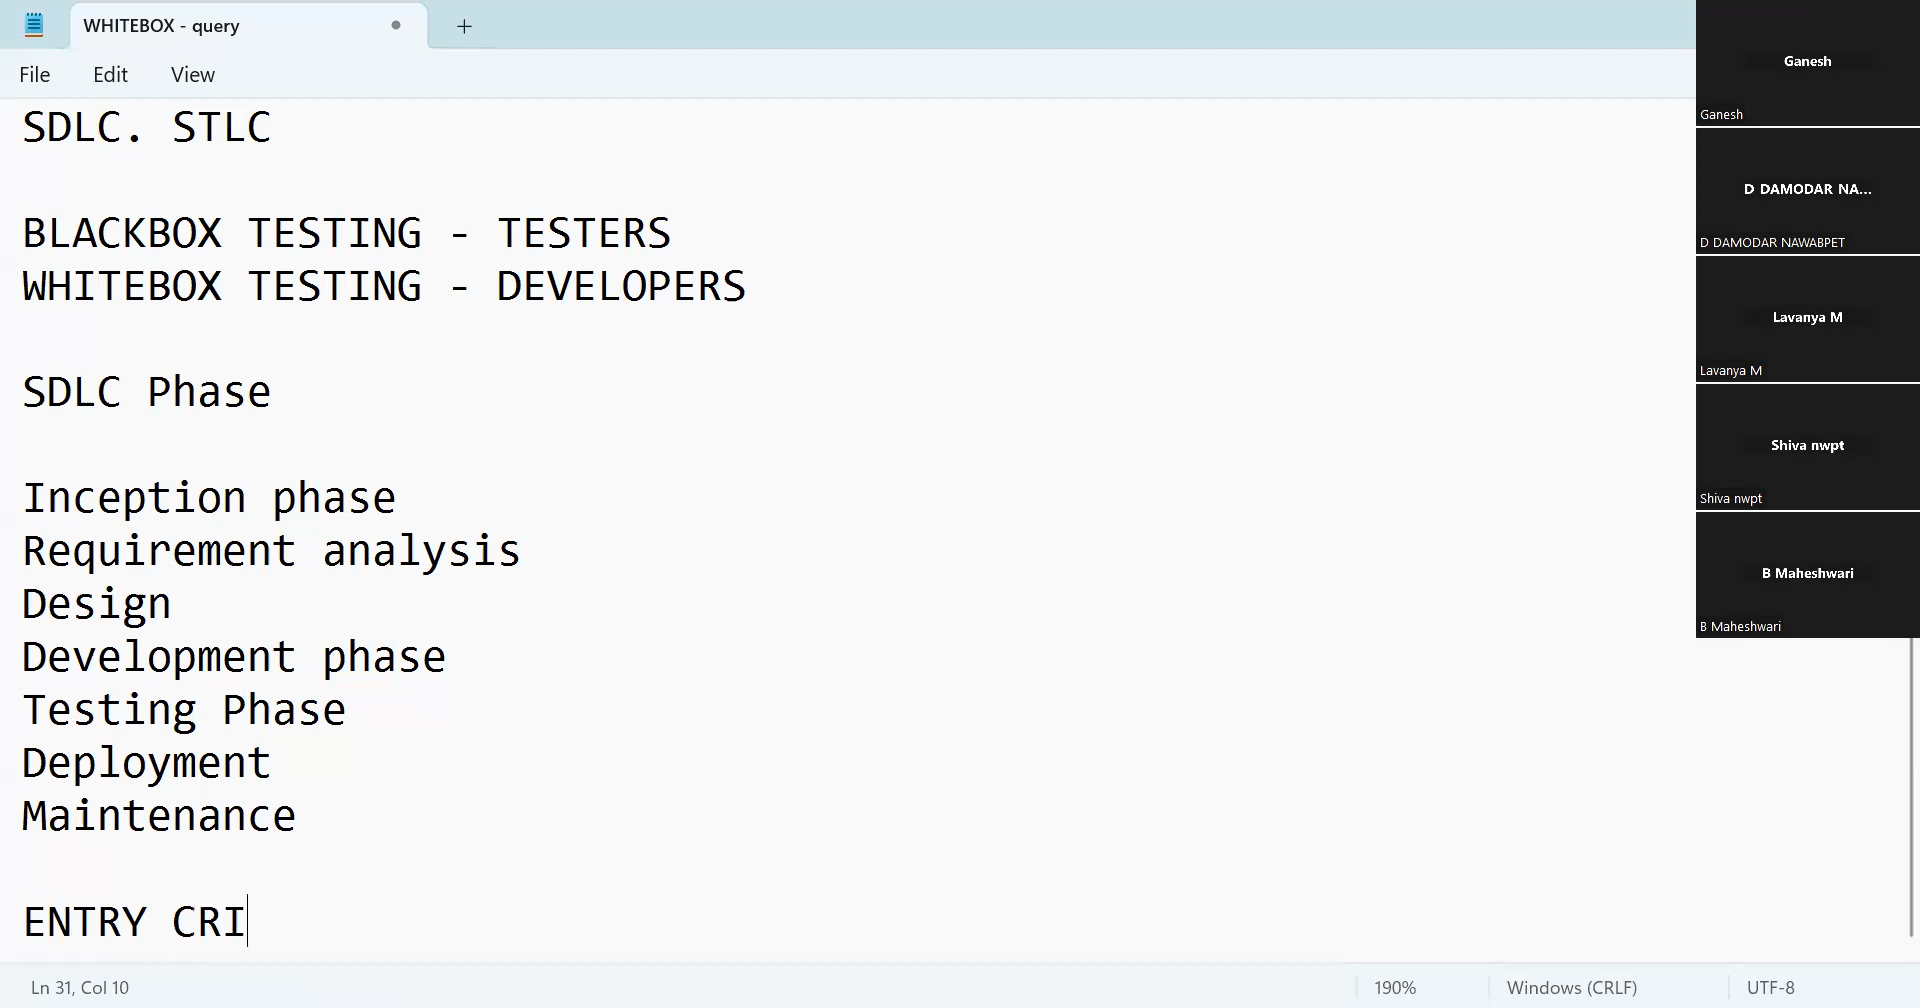 WHITEBOX - query
File Edit View
SDLC. STLC
BLACKBOX TESTING - TESTERS
WHITEBOX TESTING - DEVELOPERS
SDLC Phase
Inception phase
Requirement analysis
Design
Development phase
Testing Phase
Deployment
Maintenance
ENTRY CRI
Ln 31, Col 10
190%
Windows (CRLF)
UTF-8
Ganesh
Ganesh
D DAMODAR NA...
D DAMODAR NAWABPET
Lavanya M
Lavanya M
Shiva nwpt
Shiva nwpt
B Maheshwari
B Maheshwari